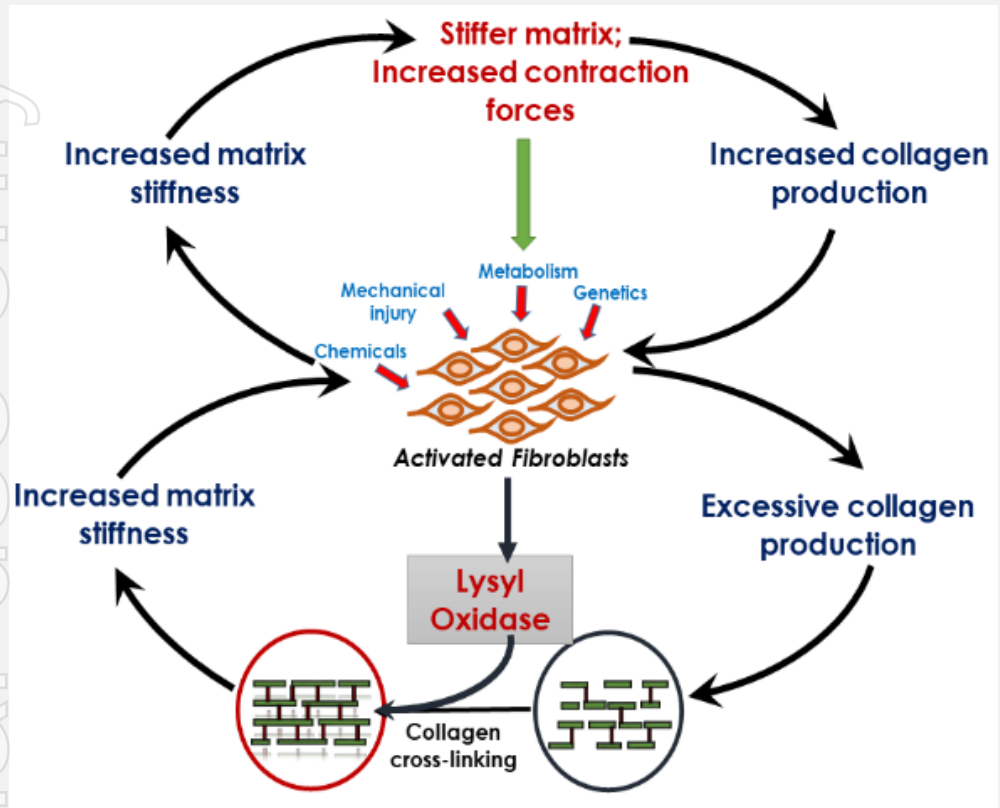 Stiffer matrix;
Increased contraction
forces
Increased matrix
stiffness
Increased collagen
production
Metabolism
Mechanical
injury
Genetics
Chemicals
Activated Fibroblasts
Increased matrix
stiffness
Excessive collagen
production
Lysyl
Oxidase
Collagen
cross-linking